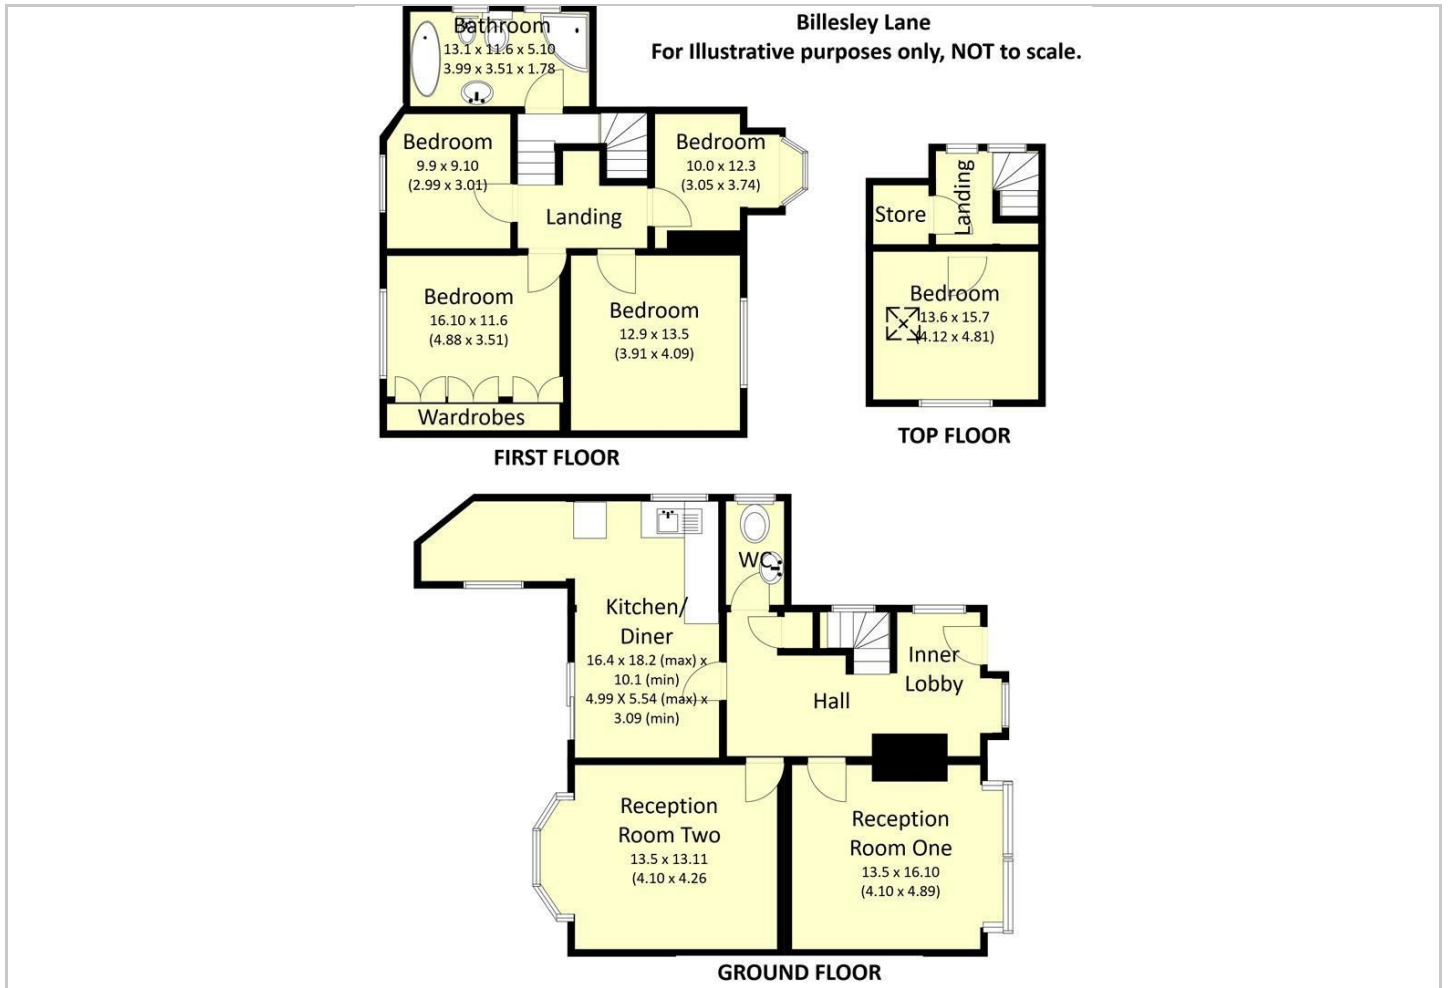 Billesley Lane
For Illustrative purposes only, NOT to scale.
Bathroom
13.1 x 11.6 x 5.10
3.99 x 3.51 x 1.78
Bedroom
9.9 x 9.10
(2.99 x 3.01)
Landing
Bedroom
10.0 x 12.3
(3.05 x 3.74)
Bedroom
16.10 x 11.6
(4.88 x 3.51)
Wardrobes
Bedroom
12.9 x 13.5
(3.91 x 4.09)
FIRST FLOOR
Store
Landing
Bedroom
13.6 x 15.7
(4.12 x 4.81)
TOP FLOOR
WC
Kitchen/
Diner
16.4 x 18.2 (max) x
10.1 (min)
4.99 X 5.54 (max) x
3.09 (min)
Hall
Inner
Lobby
Reception
Room Two
13.5 x 13.11
(4.10 x 4.26
Reception
Room One
13.5 x 16.10
(4.10 x 4.89)
GROUND FLOOR